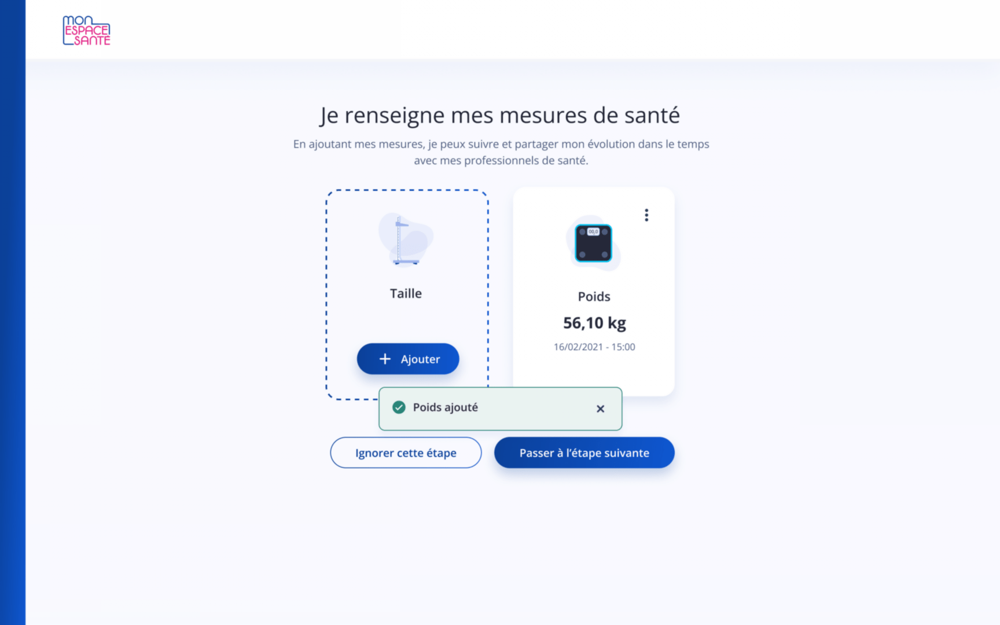 mon
ESPACE
SANTÉ
Je renseigne mes mesures de santé
En ajoutant mes mesures, je peux suivre et partager mon évolution dans le temps
avec mes professionnels de santé.
Taille
Ajouter
00,0
Poids
56,10 kg
16/02/2021 - 15:00
Poids ajouté
Ignorer cette étape
Passer à l’étape suivante